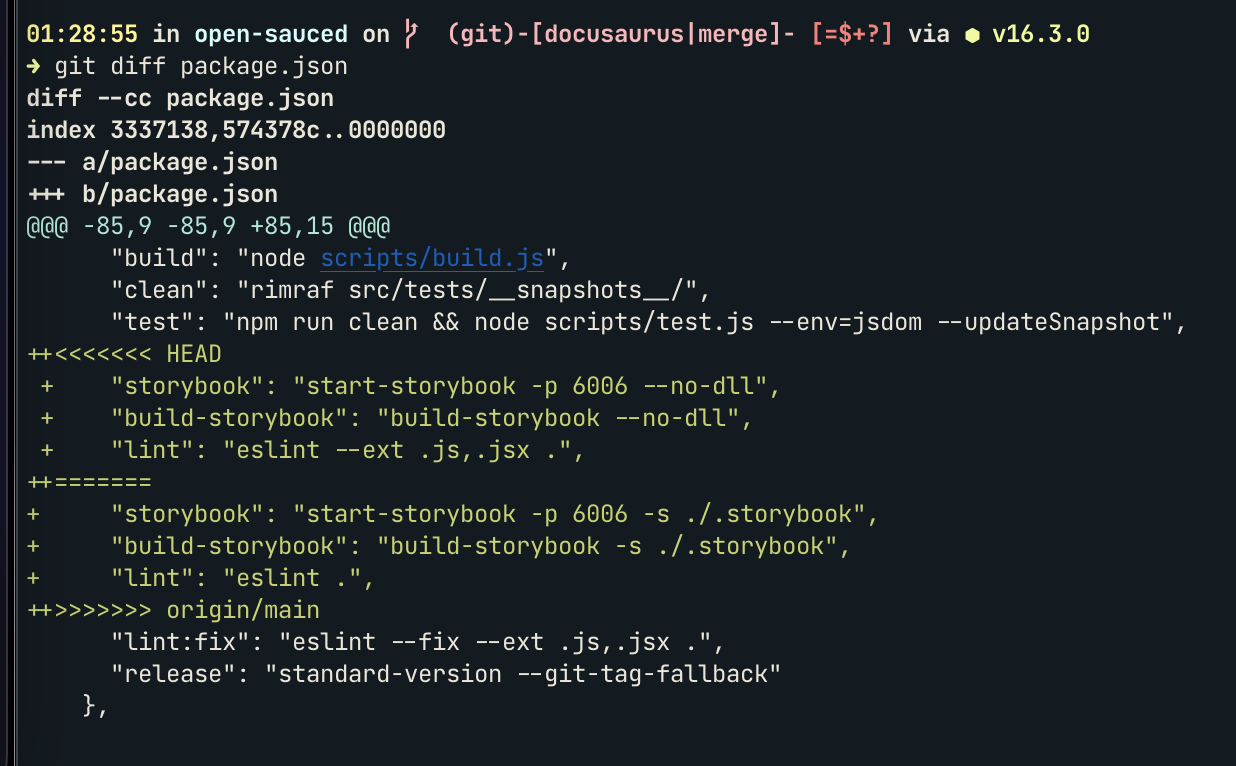 01:28:55 in open-sauced on (git)-[docusaurus|merge]- [=$+?] via ⬢ v16.3.0
➜ git diff package.json
diff --cc package.json
index 3337138,574378c..0000000
--- a/package.json
+++ b/package.json
@@@ -85,9 -85,9 +85,15 @@@
      "build": "node scripts/build.js",
      "clean": "rimraf src/tests/__snapshots__/",
      "test": "npm run clean && node scripts/test.js --env=jsdom --updateSnapshot",
++<<<<<<< HEAD
 +    "storybook": "start-storybook -p 6006 --no-dll",
 +    "build-storybook": "build-storybook --no-dll",
 +    "lint": "eslint --ext .js,.jsx .",
++=======
+     "storybook": "start-storybook -p 6006 -s ./.storybook",
+     "build-storybook": "build-storybook -s ./.storybook",
+     "lint": "eslint .",
++>>>>>>> origin/main
      "lint:fix": "eslint --fix --ext .js,.jsx .",
      "release": "standard-version --git-tag-fallback"
    },